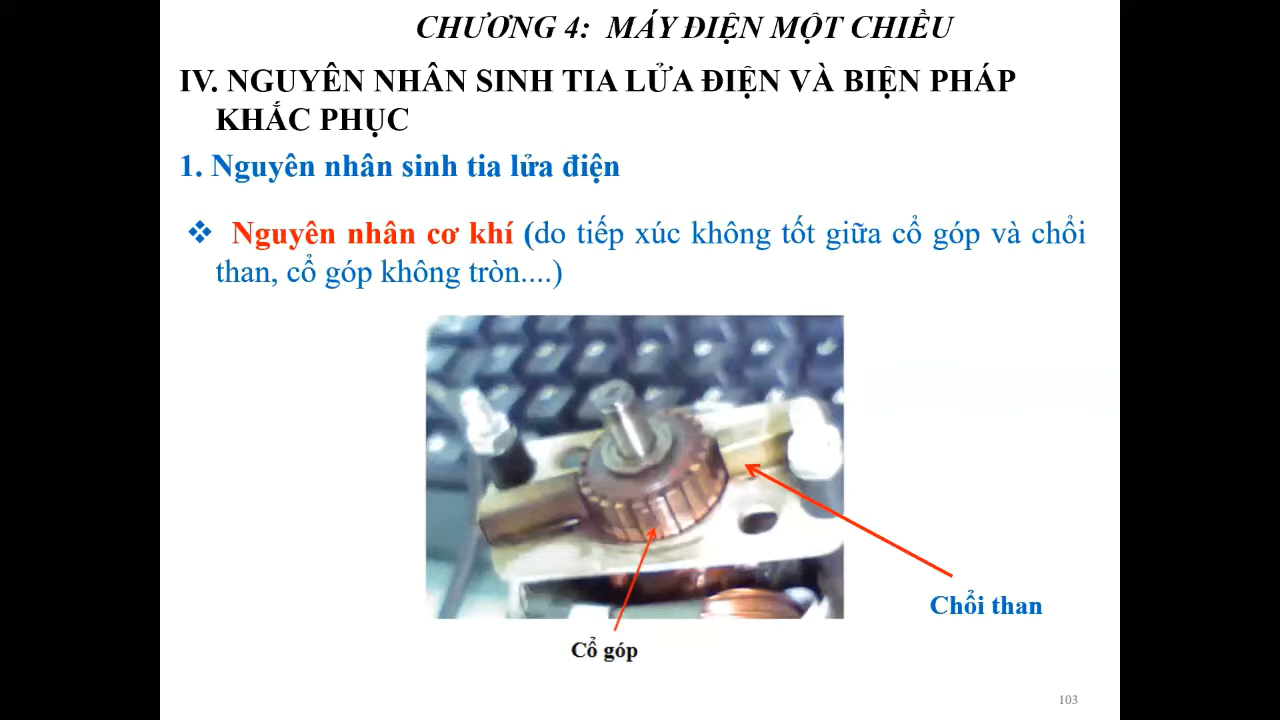 CHƯƠNG 4: MÁY ĐIỆN MỘT CHIỀU
IV. NGUYÊN NHÂN SINH TIA LỬA ĐIỆN VÀ BIỆN PHÁP
KHẮC PHỤC
1. Nguyên nhân sinh tia lửa điện
❖ Nguyên nhân cơ khí (do tiếp xúc không tốt giữa cổ góp và chổi
than, cổ góp không tròn....)
Chổi than
Cổ góp
103